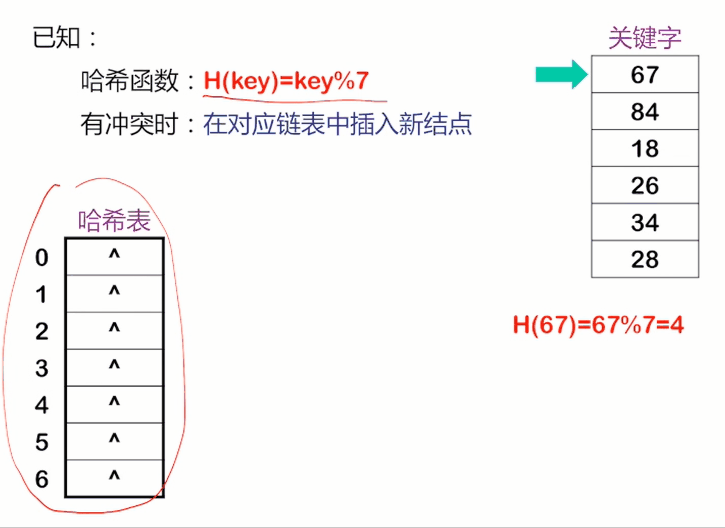 已知：
哈希函数：H(key)=key%7
有冲突时：在对应链表中插入新结点
关键字
67
84
18
26
34
28
H(67)=67%7=4
哈希表
0 ^
1 ^
2 ^
3 ^
4 ^
5 ^
6 ^